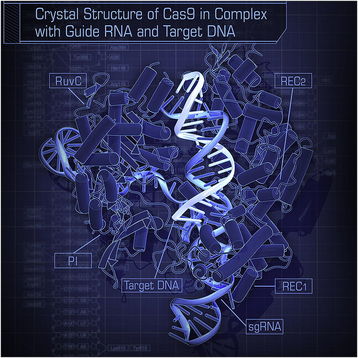 Crystal Structure of Cas9 in Complex
with Guide RNA and Target DNA
RuvC
REC2
PI
Target DNA
REC1
sgRNA